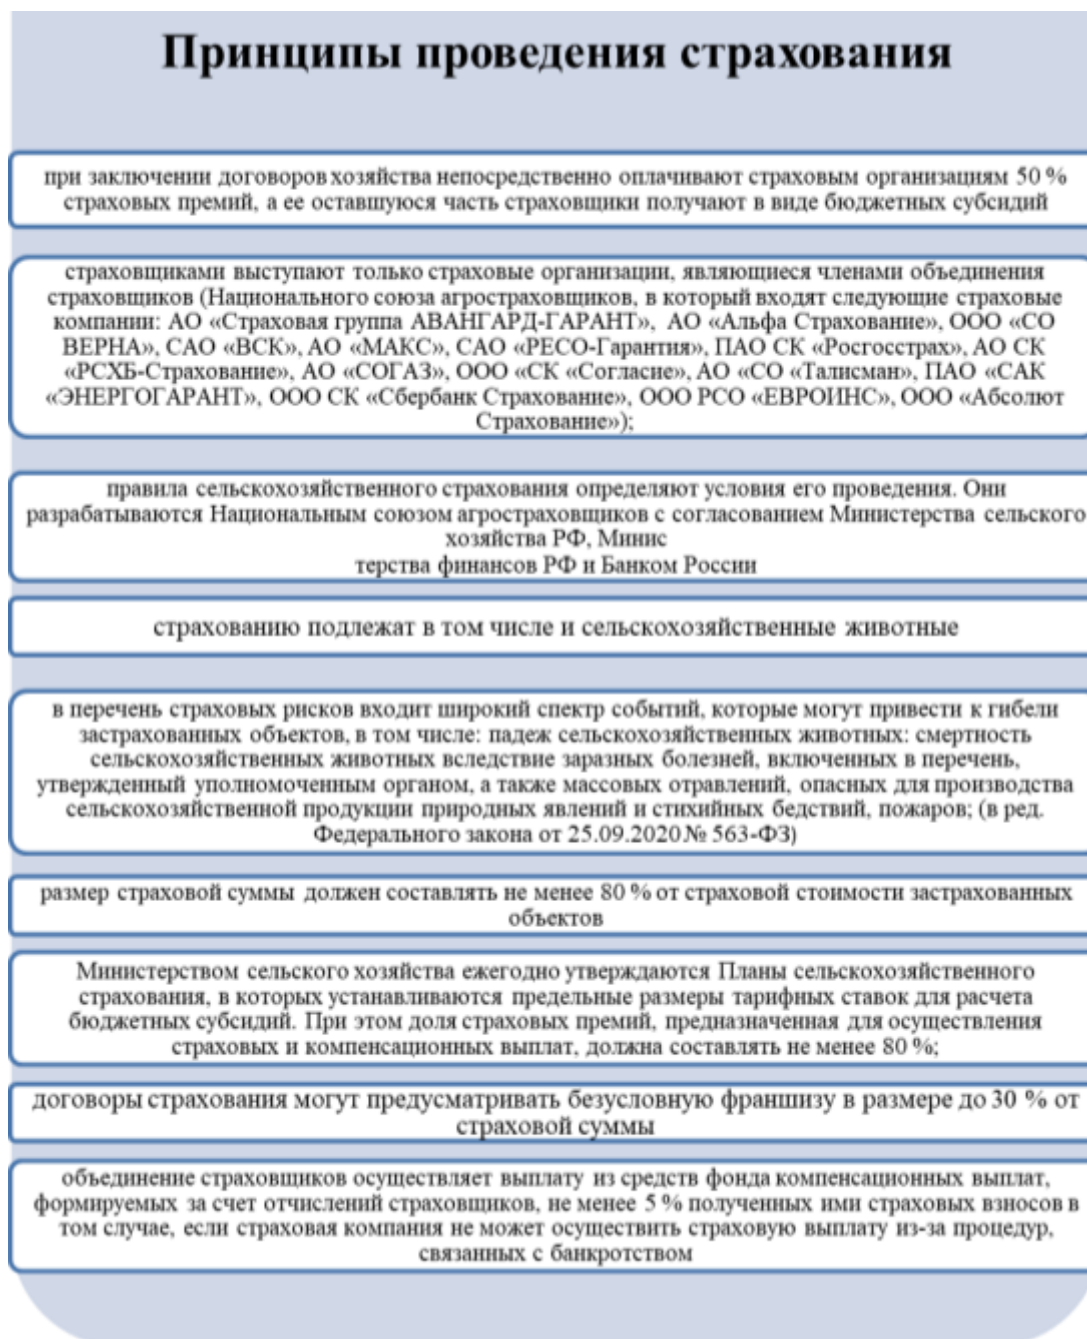 Принципы проведения страхования
при заключении договоров хозяйства непосредственно оплачивают страховым организациям 50 %
страховых премий, а ее оставшуюся часть страховщики получают в виде бюджетных субсидий
страховщиками выступают только страховые организации, являющиеся членами объединения
страховщиков (Национального союза агростраховщиков, в который входят следующие страховые
компании: АО «Страховая группа АВАНГАРД-ГАРАНТ», АО «Альфа Страхование», ООО «СО
ВЕРНА», САО «ВСК», АО «МАКС», САО «РЕСО-Гарантия», ПАО СК «Росгосстрах», АО СК
«РСХБ-Страхование», АО «СОГАЗ», ООО «СК «Согласие», АО «СО «Талисман», ПАО «САК
«ЭНЕРГОГАРАНТ», ООО СК «Сбербанк Страхование», ООО РСО «ЕВРОИНС», ООО «Абсолют
Страхование»);
правила сельскохозяйственного страхования определяют условия его проведения. Они
разрабатываются Национальным союзом агростраховщиков с согласованием Министерства сельского
хозяйства РФ, Минис
терства финансов РФ и Банком России
страхованию подлежат в том числе и сельскохозяйственные животные
в перечень страховых рисков входит широкий спектр событий, которые могут привести к гибели
застрахованных объектов, в том числе: падеж сельскохозяйственных животных: смертность
сельскохозяйственных животных вследствие заразных болезней, включенных в перечень,
утвержденный уполномоченным органом, а также массовых отравлений, опасных для производства
сельскохозяйственной продукции природных явлений и стихийных бедствий, пожаров; (в ред.
Федерального закона от 25.09.2020 № 563-ФЗ)
размер страховой суммы должен составлять не менее 80 % от страховой стоимости застрахованных
объектов
Министерством сельского хозяйства ежегодно утверждаются Планы сельскохозяйственного
страхования, в которых устанавливаются предельные размеры тарифных ставок для расчета
бюджетных субсидий. При этом доля страховых премий, предназначенная для осуществления
страховых и компенсационных выплат, должна составлять не менее 80 %;
договоры страхования могут предусматривать безусловную франшизу в размере до 30 % от
страховой суммы
объединение страховщиков осуществляет выплату из средств фонда компенсационных выплат,
формируемых за счет отчислений страховщиков, не менее 5 % полученных ими страховых взносов в
том случае, если страховая компания не может осуществить страховую выплату из-за процедур,
связанных с банкротством